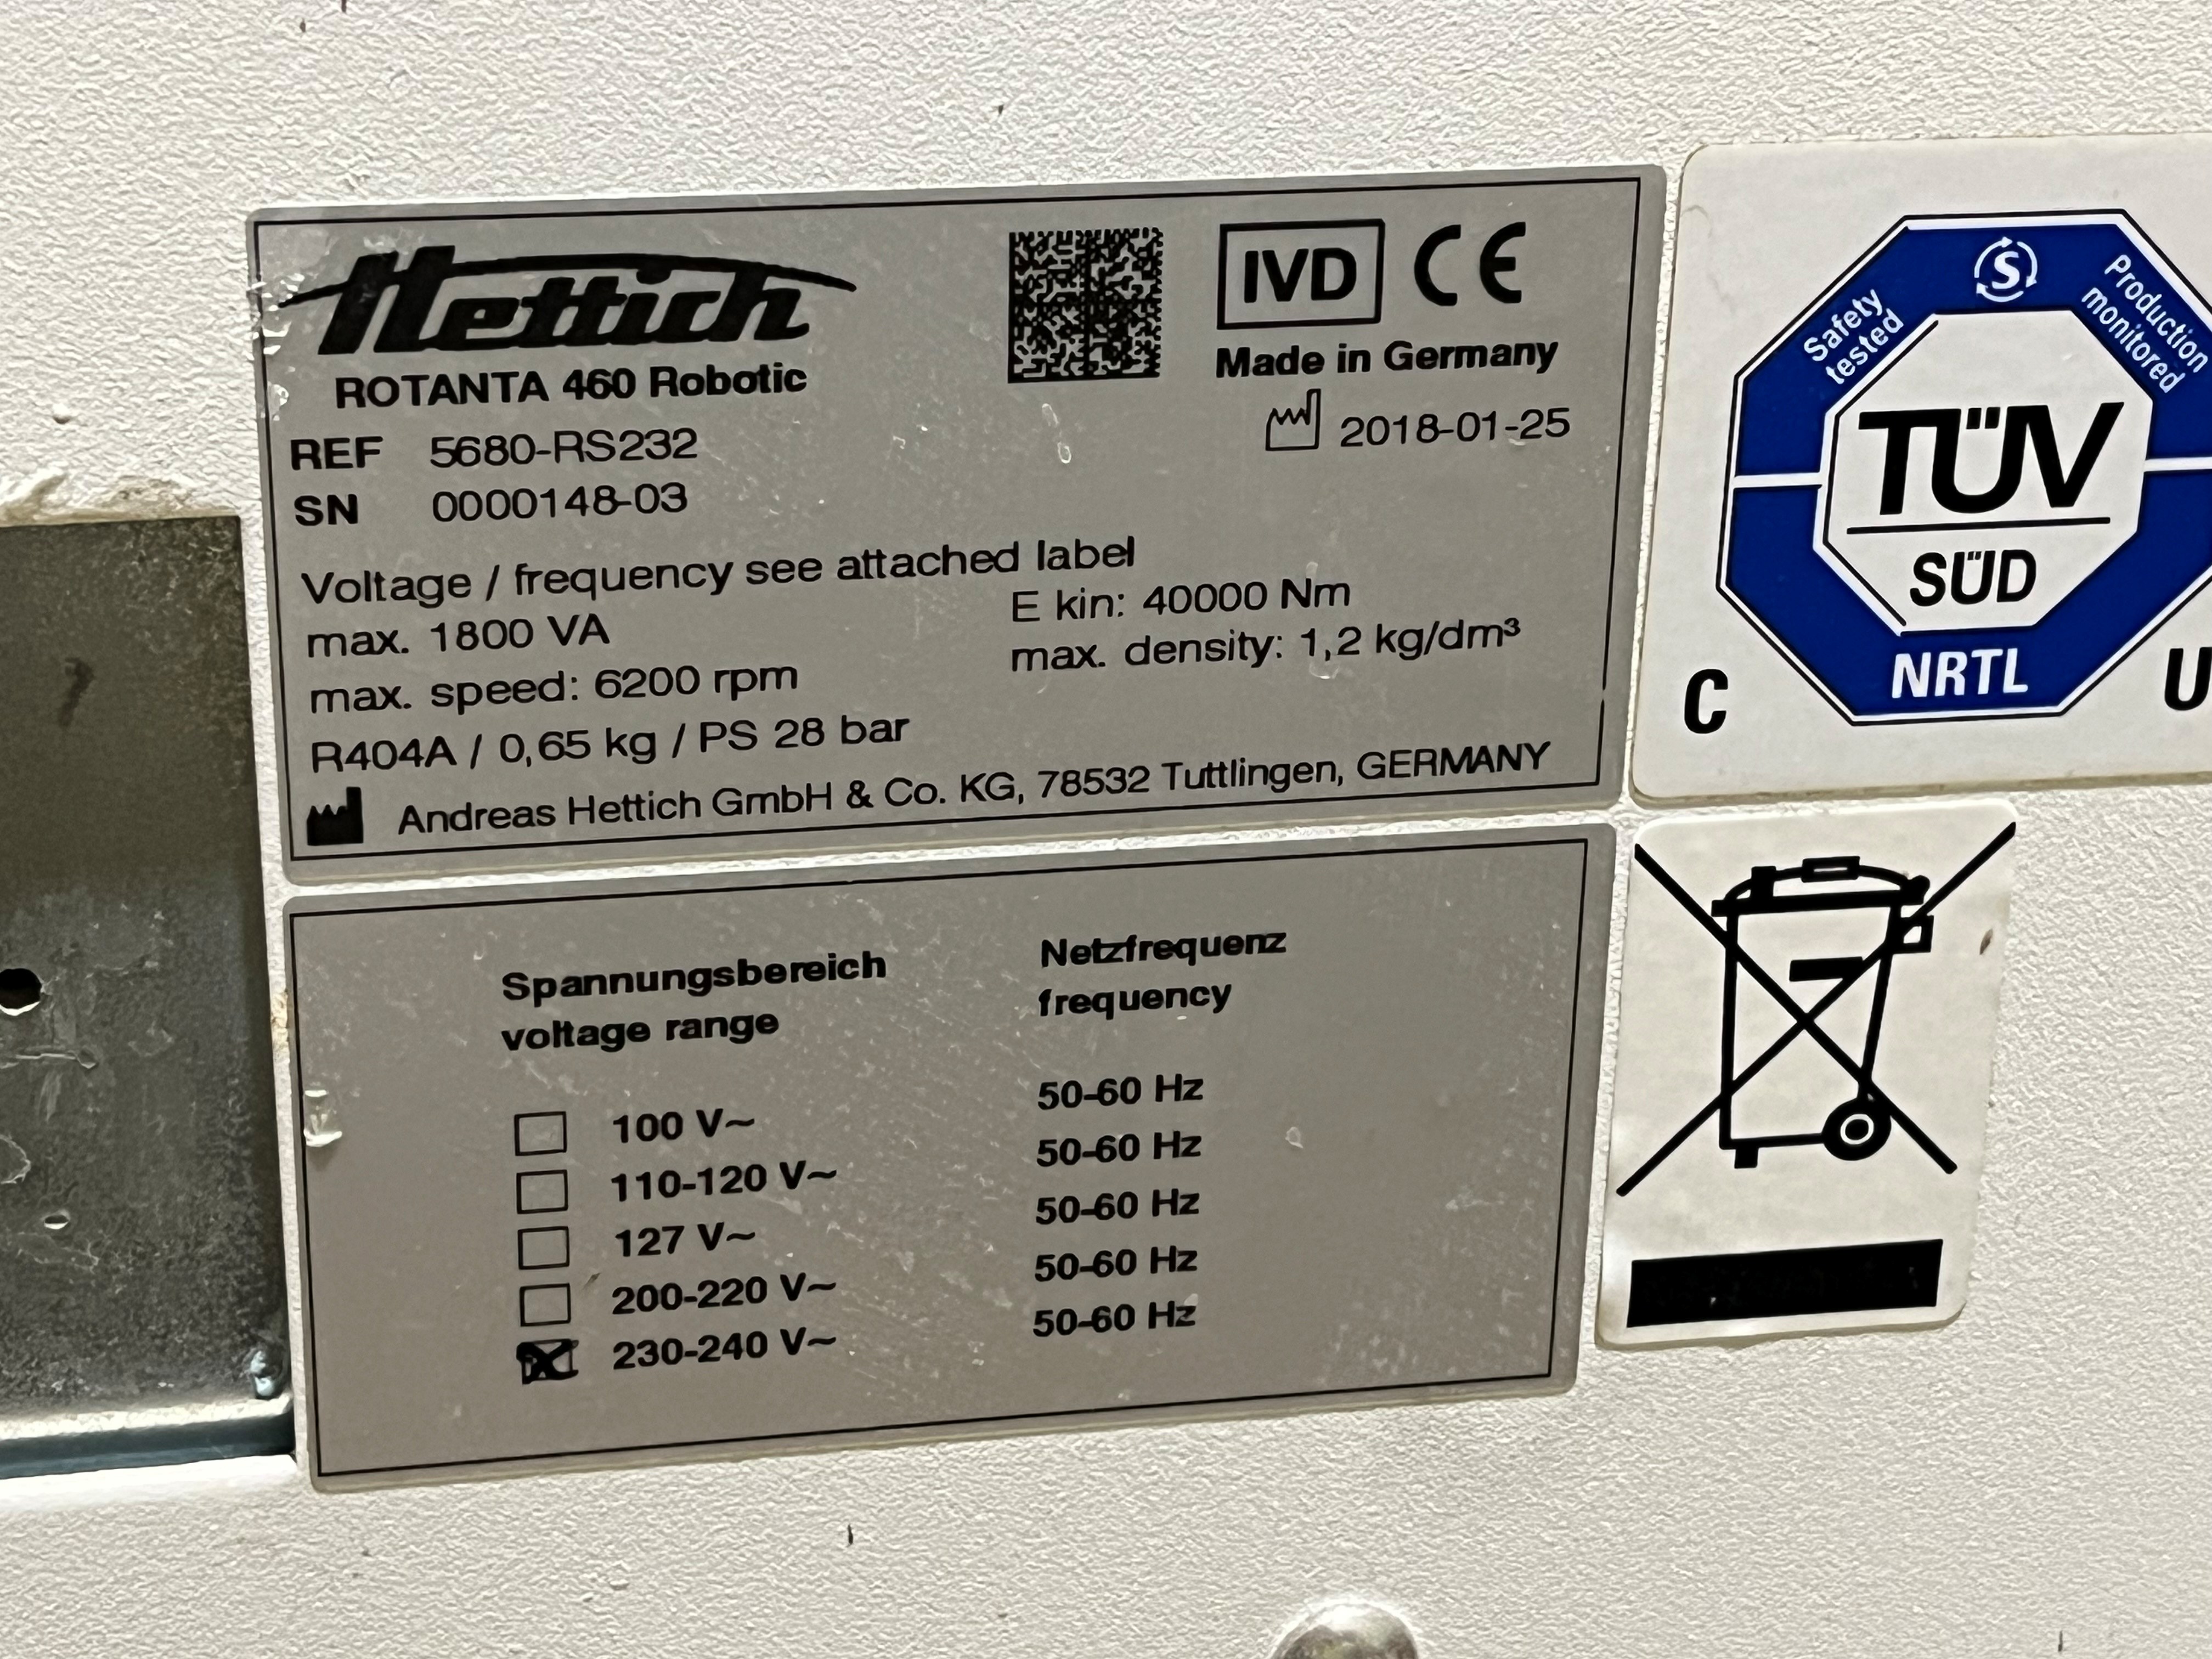 Hettich
IVD CE
ROTANTA 460 Robotic
Made in Germany
2018-01-25
REF 5680-RS232
SN 0000148-03
Voltage / frequency see attached label
max. 1800 VA
E kin: 40000 Nm
max. speed: 6200 rpm
max. density: 1,2 kg/dm³
R404A / 0,65 kg / PS 28 bar
Andreas Hettich GmbH & Co. KG, 78532 Tuttlingen, GERMANY
Spannungsbereich
voltage range
Netzfrequenz
frequency
100 V~ 50-60 Hz
110-120 V~ 50-60 Hz
127 V~ 50-60 Hz
200-220 V~ 50-60 Hz
230-240 V~ 50-60 Hz
S
Safety
tested
Production
monitored
TÜV
SÜD
NRTL
C